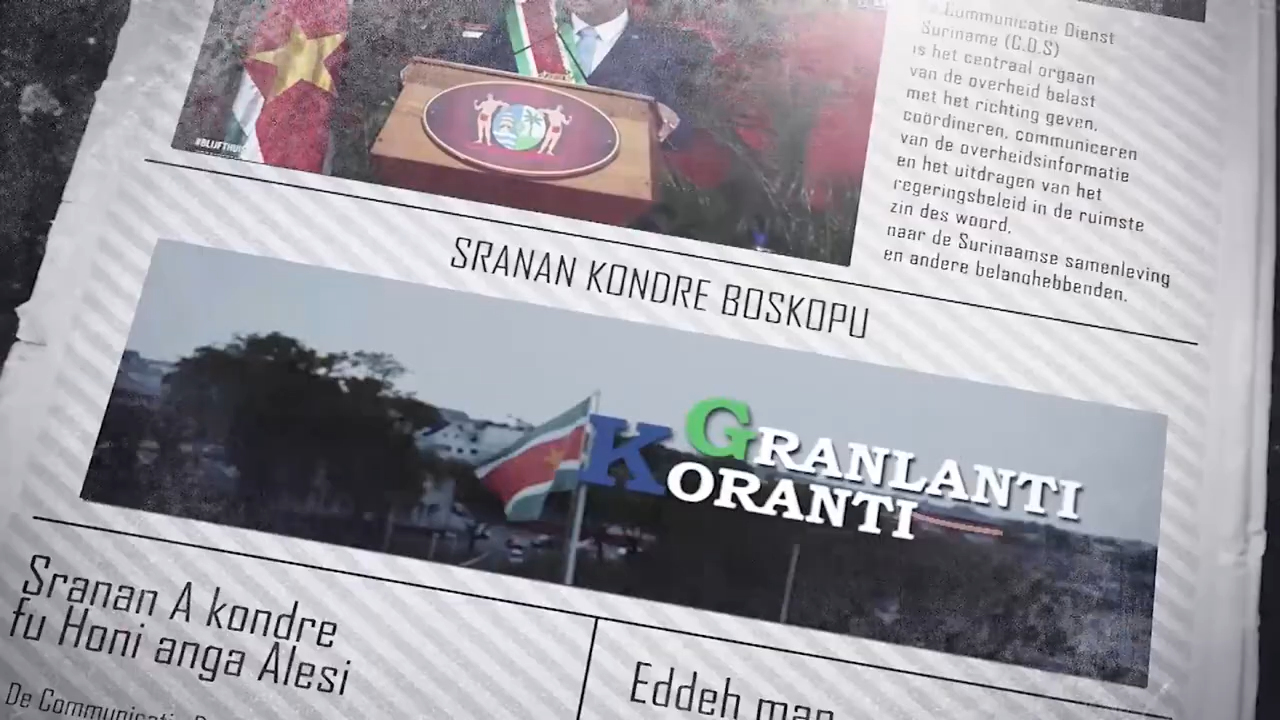 Communicatie Dienst
Suriname (C.D.S)
is het centraal orgaan
van de overheid belast
met het richting geven,
coördineren, communiceren
van de overheidsinformatie
en het uitdragen van het
regeringsbeleid in de ruimste
zin des woord,
naar de Surinaamse samenleving
en andere belanghebbenden.
#BLIJFTHUIS
SRANAN KONDRE BOSKOPU
GRANLANTI
KORANTI
Sranan A kondre
fu Honi anga Alesi
De
Eddeh man